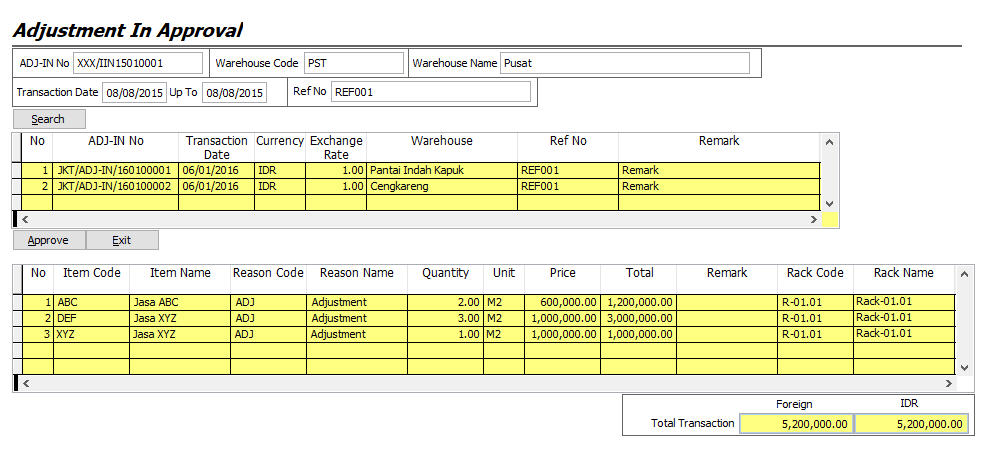 Adjustment In Approval
ADJ-IN No XXX/IIN15010001 Warehouse Code PST Warehouse Name Pusat
Transaction Date 08/08/2015 Up To 08/08/2015 Ref No REF001
Search
No ADJ-IN No Transaction Date Currency Exchange Rate Warehouse Ref No Remark
1 JKT/ADJ-IN/160100001 06/01/2016 IDR 1.00 Pantai Indah Kapuk REF001 Remark
2 JKT/ADJ-IN/160100002 06/01/2016 IDR 1.00 Cengkareng REF001 Remark
Approve Exit
No Item Code Item Name Reason Code Reason Name Quantity Unit Price Total Remark Rack Code Rack Name
1 ABC Jasa ABC ADJ Adjustment 2.00 M2 600,000.00 1,200,000.00 R-01.01 Rack-01.01
2 DEF Jasa XYZ ADJ Adjustment 3.00 M2 1,000,000.00 3,000,000.00 R-01.01 Rack-01.01
3 XYZ Jasa XYZ ADJ Adjustment 1.00 M2 1,000,000.00 1,000,000.00 R-01.01 Rack-01.01
Foreign IDR
Total Transaction 5,200,000.00 5,200,000.00